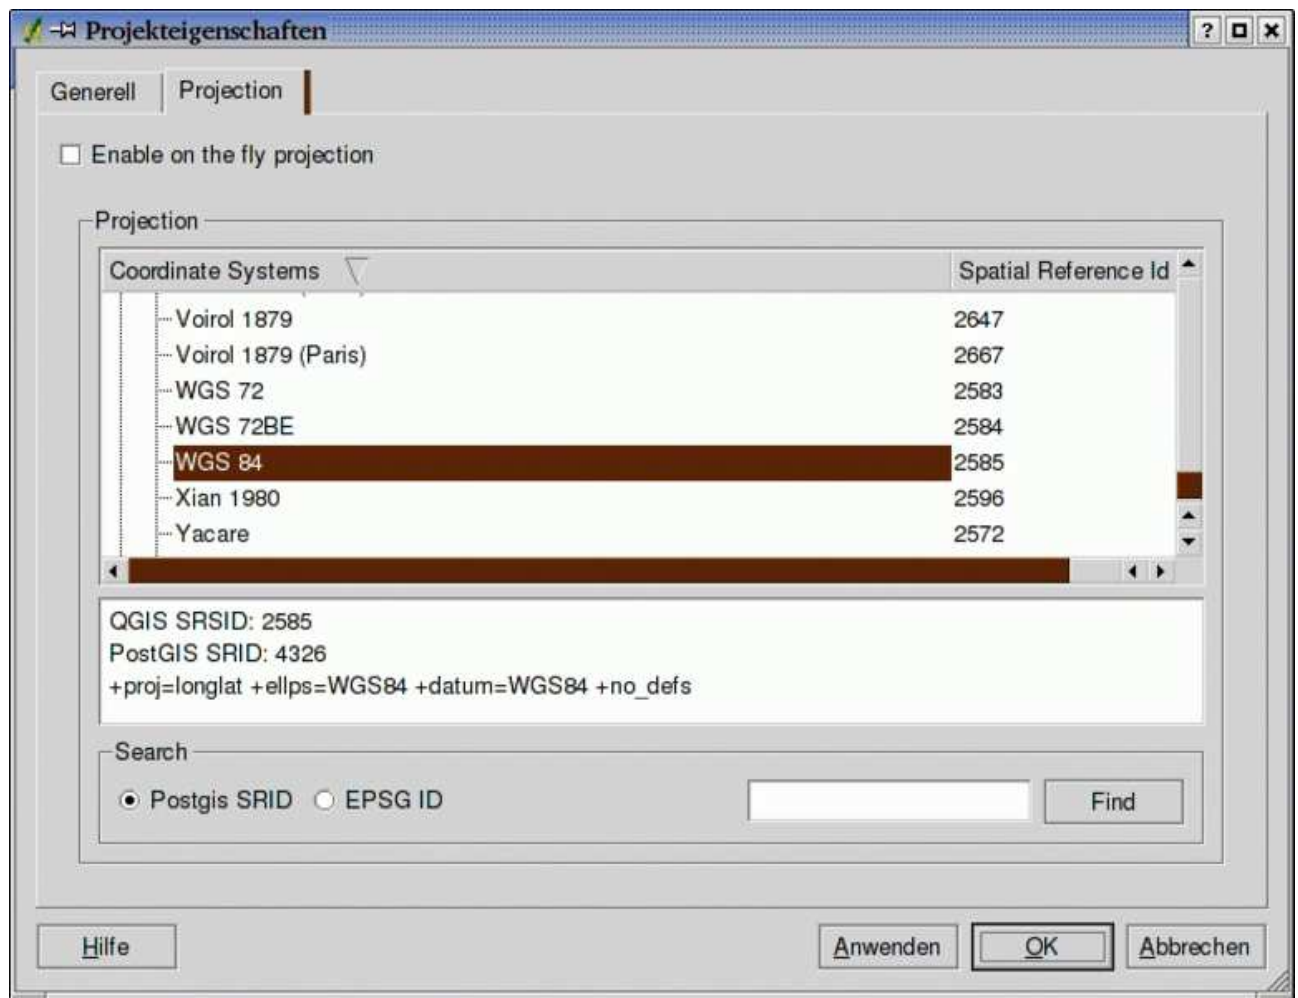 Projekteigenschaften
Generell Projection
Enable on the fly projection
Projection
Coordinate Systems Spatial Reference Id
Voirol 1879 2647
Voirol 1879 (Paris) 2667
WGS 72 2583
WGS 72BE 2584
WGS 84 2585
Xian 1980 2596
Yacare 2572
QGIS SRSID: 2585
PostGIS SRID: 4326
+proj=longlat +ellps=WGS84 +datum=WGS84 +no_defs
Search
Postgis SRID EPSG ID Find
Hilfe Anwenden OK Abbrechen